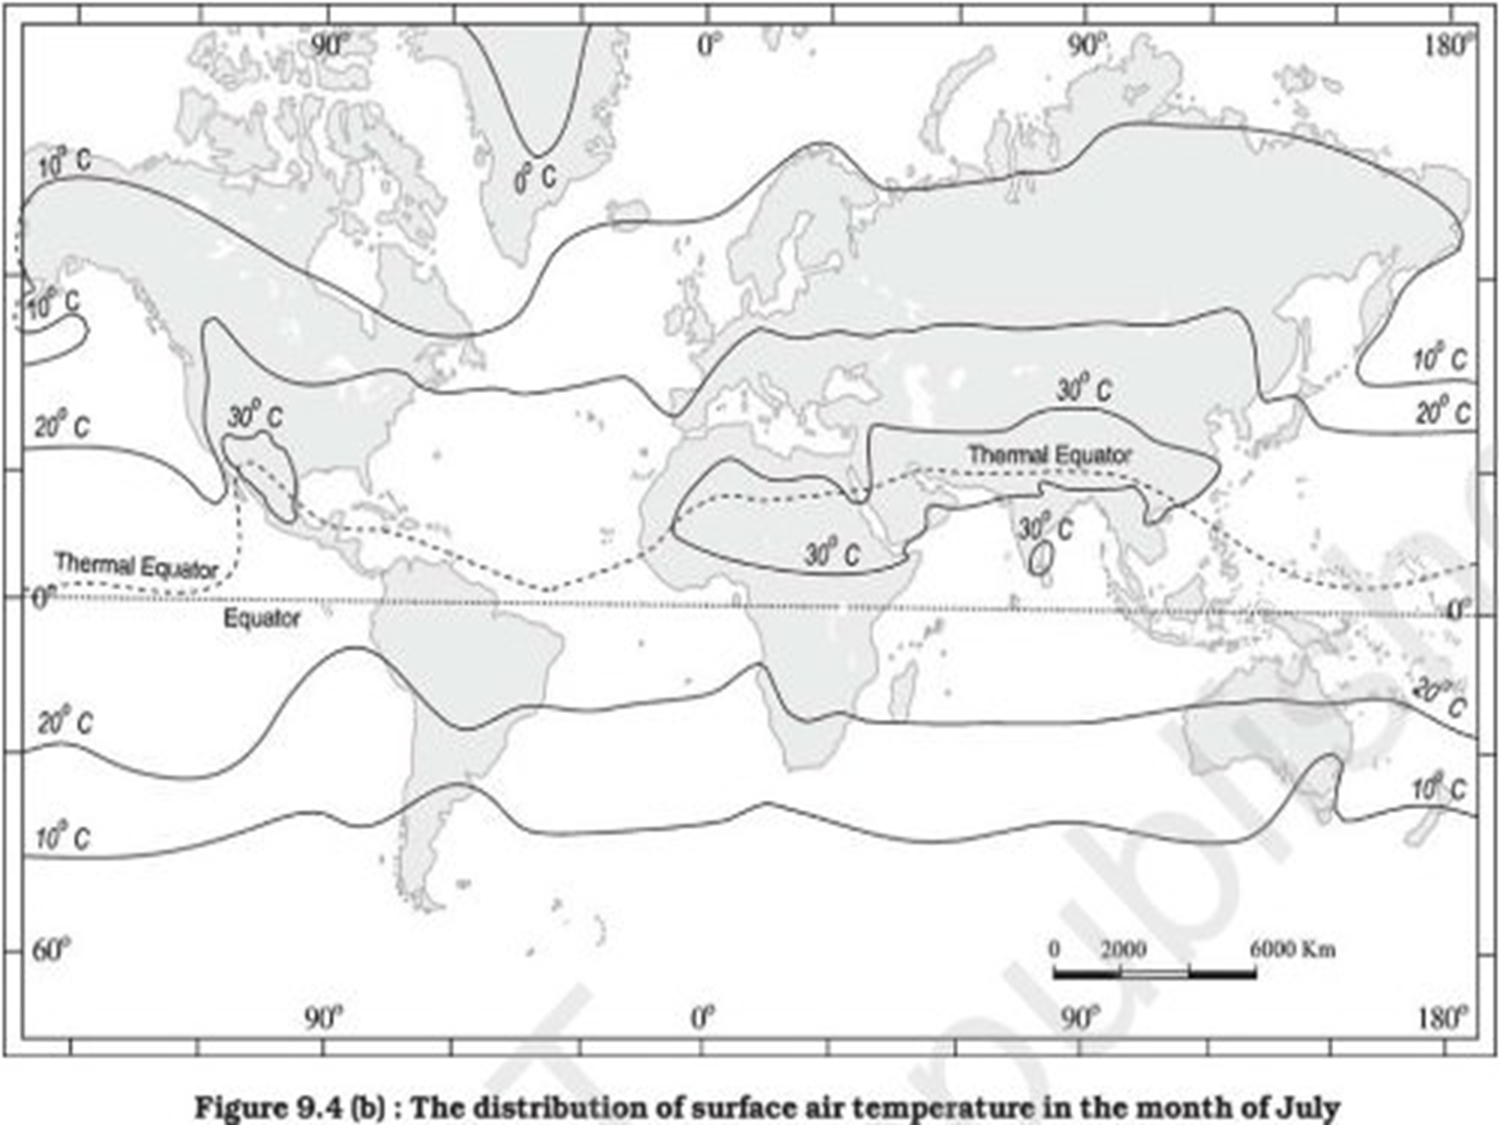 90° 0° 90° 180°
10° C
0° C
10° C
10° C
30° C
20° C
30° C
20° C
Thermal Equator
30° C
30° C
Thermal Equator
0° 0°
Equator
20° C
20° C
10° C
10° C
60°
0 2000 6000 Km
90° 0° 90° 180°
Figure 9.4 (b) : The distribution of surface air temperature in the month of July